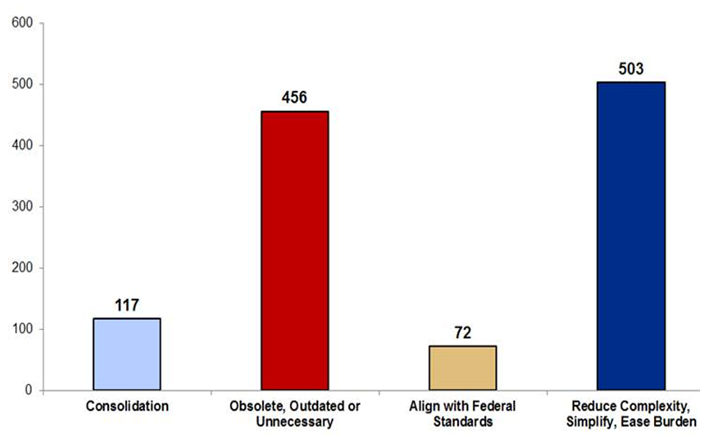 600
500
400
300
200
100
0
117
456
72
503
Consolidation
Obsolete, Outdated or
Unnecessary
Align with Federal
Standards
Reduce Complexity,
Simplify, Ease Burden